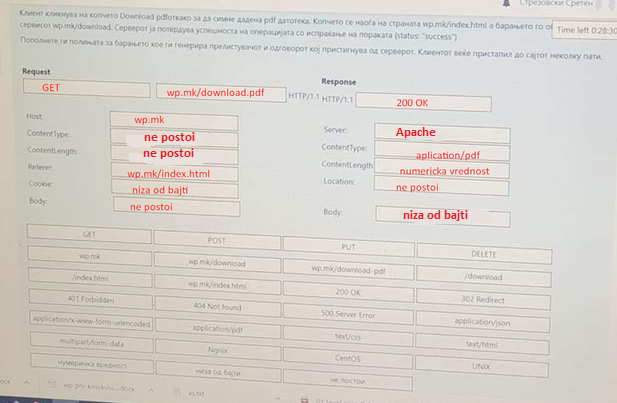 Стрезовски Сретен
Клиент кликнува на копчето Download pdf откако за да симне дадена pdf датотека. Копчето се наоѓа на страната wp.mk/index.html а барањето го
Time left 0:28:30
сервисот wp.mk/download. Серверот ја потврдува успешноста на операцијата со испраќање на пораката {status: "success"}.
Пополнете ги полињата за барањето кое ги генерира прелистувачот и одговорот кој пристигнува од серверот. Клиентот веќе пристапил до сајтот неколку пати.
Request
Response
GET
wp.mk/download.pdf
HTTP/1.1
HTTP/1.1
200 OK
Host:
wp.mk
ContentType:
ne postoi
ContentLength:
ne postoi
Referer:
wp.mk/index.html
Cookie:
niza od bajti
Body:
ne postoi
Server:
Apache
ContentType:
aplication/pdf
ContentLength
numericka vrednost
Location:
ne postoi
Body:
niza od bajti
GET
POST
PUT
DELETE
wp.mk
wp.mk/download
wp.mk/download-pdf
/download
/index.html
wp.mk/index.html
200 OK
302 Redirect
401 Forbidden
404 Not found
500 Server Error
application/json
application/x-www-form-urlencoded
application/pdf
text/css
text/html
multipart/form-data
Ngnix
CentOS
UNIX
нумеричка вредност
низа од бајти
не постои